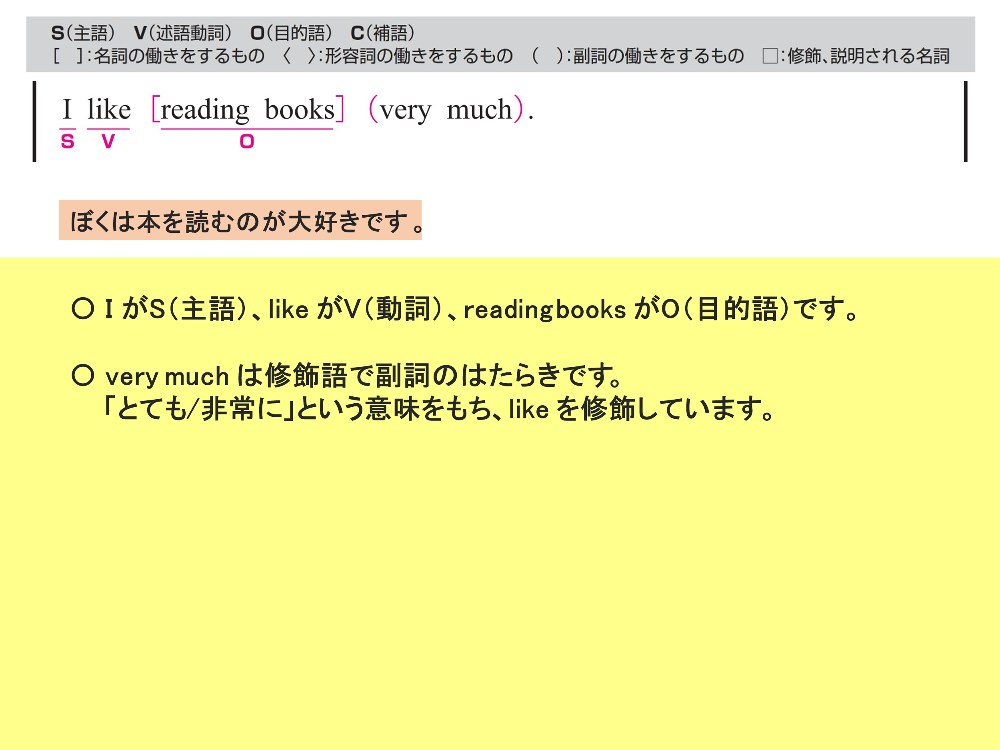 S（主語） V（述語動詞） O（目的語） C（補語）
［ ］：名詞の働きをするもの 〈 〉：形容詞の働きをするもの （ ）：副詞の働きをするもの □：修飾、説明される名詞
I like [reading books] (very much).
S V O
ぼくは本を読むのが大好きです。
○ I がS（主語）、like がV（動詞）、reading books がO（目的語）です。
○ very much は修飾語で副詞のはたらきです。
「とても/非常に」という意味をもち、like を修飾しています。